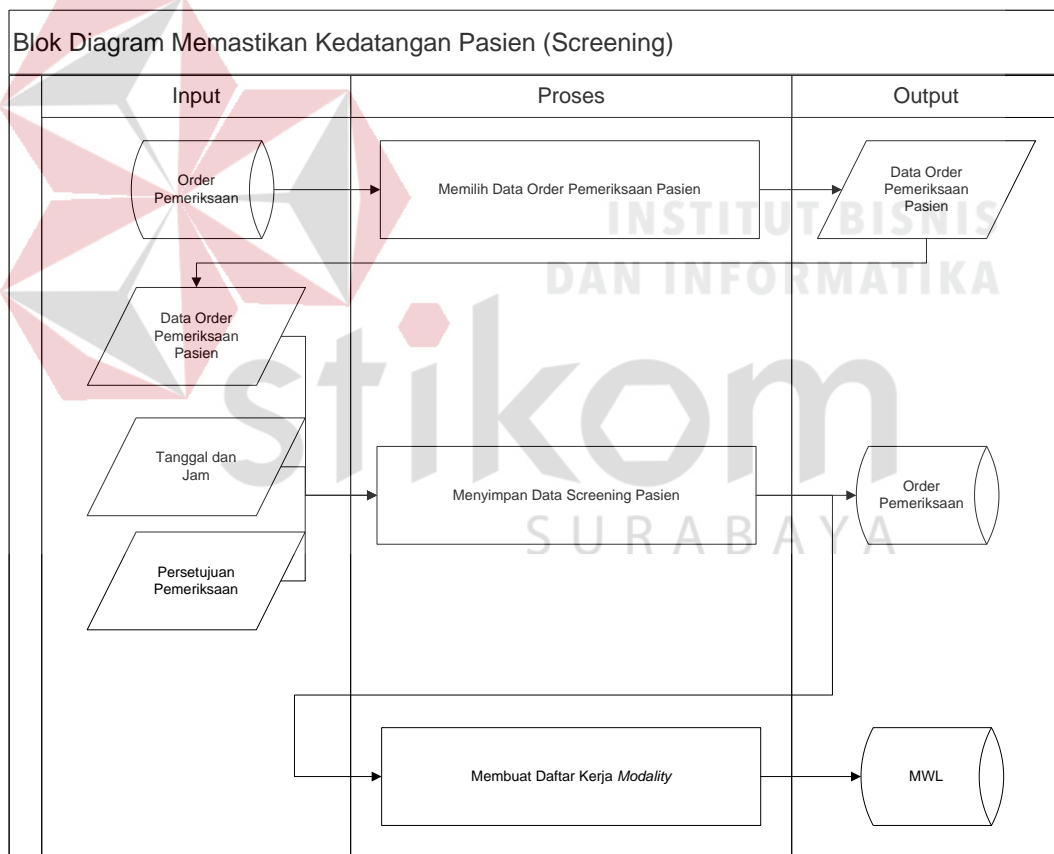 Blok Diagram Memastikan Kedatangan Pasien (Screening)
Input
Proses
Output
Order
Pemeriksaan
Memilih Data Order Pemeriksaan Pasien
Data Order
Pemeriksaan
Pasien
INSTITUT BISNIS
DAN INFORMATIKA
Data Order
Pemeriksaan
Pasien
stikom
Tanggal dan
Jam
Menyimpan Data Screening Pasien
Order
Pemeriksaan
SURABAYA
Persetujuan
Pemeriksaan
Membuat Daftar Kerja Modality
MWL